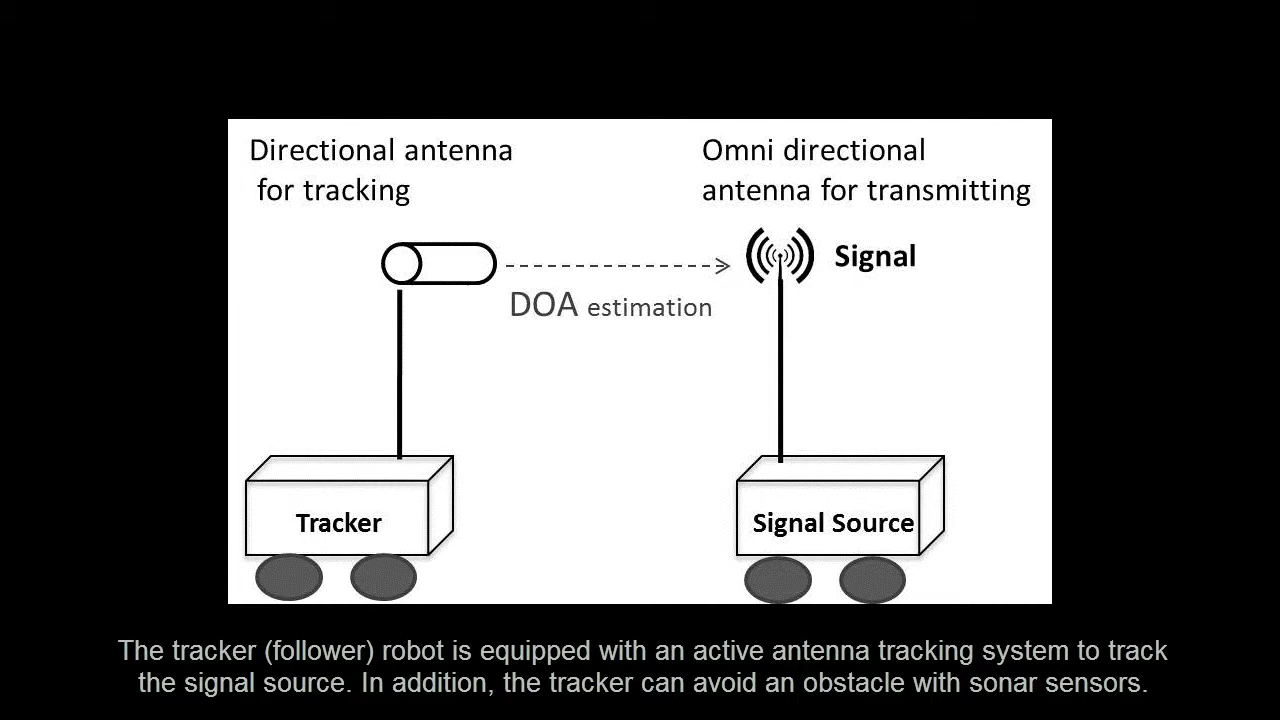 Directional antenna
for tracking
Omni directional
antenna for transmitting
Signal
DOA estimation
Tracker
Signal Source
The tracker (follower) robot is equipped with an active antenna tracking system to track
the signal source. In addition, the tracker can avoid an obstacle with sonar sensors.